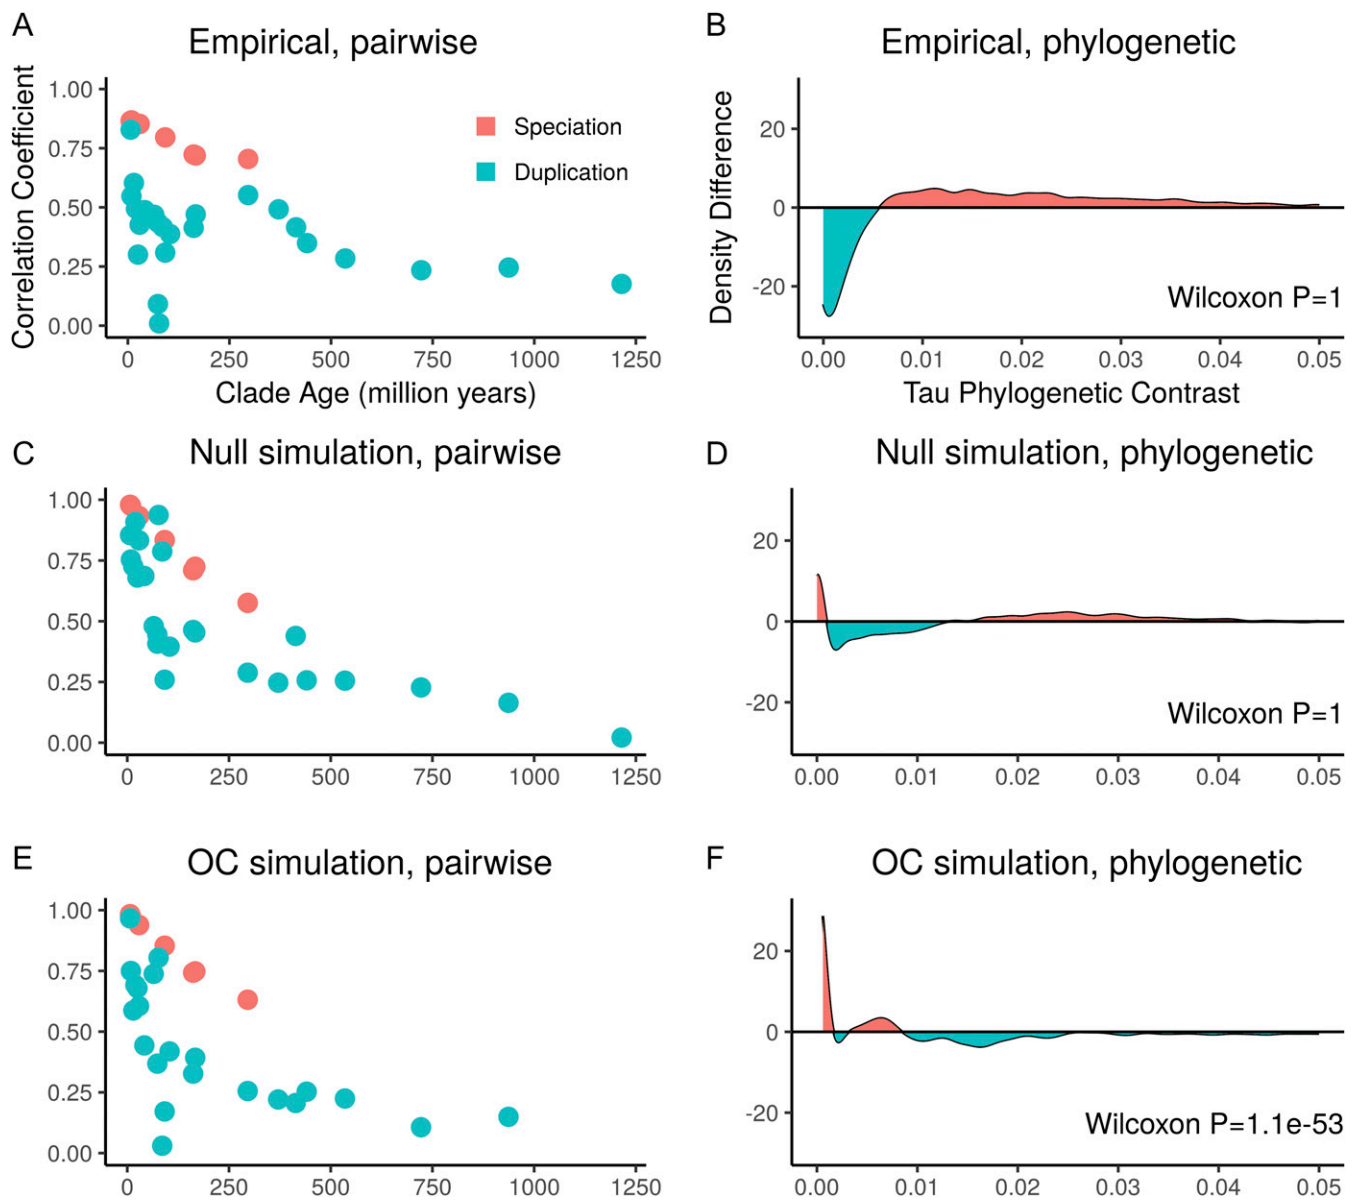 A
Empirical, pairwise
Correlation Coefficient
1.00
0.75
0.50
0.25
0.00
Speciation
Duplication
0 250 500 750 1000 1250
Clade Age (million years)
B
Empirical, phylogenetic
Density Difference
20
0
-20
Wilcoxon P=1
0.00 0.01 0.02 0.03 0.04 0.05
Tau Phylogenetic Contrast
C
Null simulation, pairwise
1.00
0.75
0.50
0.25
0.00
0 250 500 750 1000 1250
D
Null simulation, phylogenetic
20
0
-20
Wilcoxon P=1
0.00 0.01 0.02 0.03 0.04 0.05
E
OC simulation, pairwise
1.00
0.75
0.50
0.25
0.00
0 250 500 750 1000 1250
F
OC simulation, phylogenetic
20
0
-20
Wilcoxon P=1.1e-53
0.00 0.01 0.02 0.03 0.04 0.05